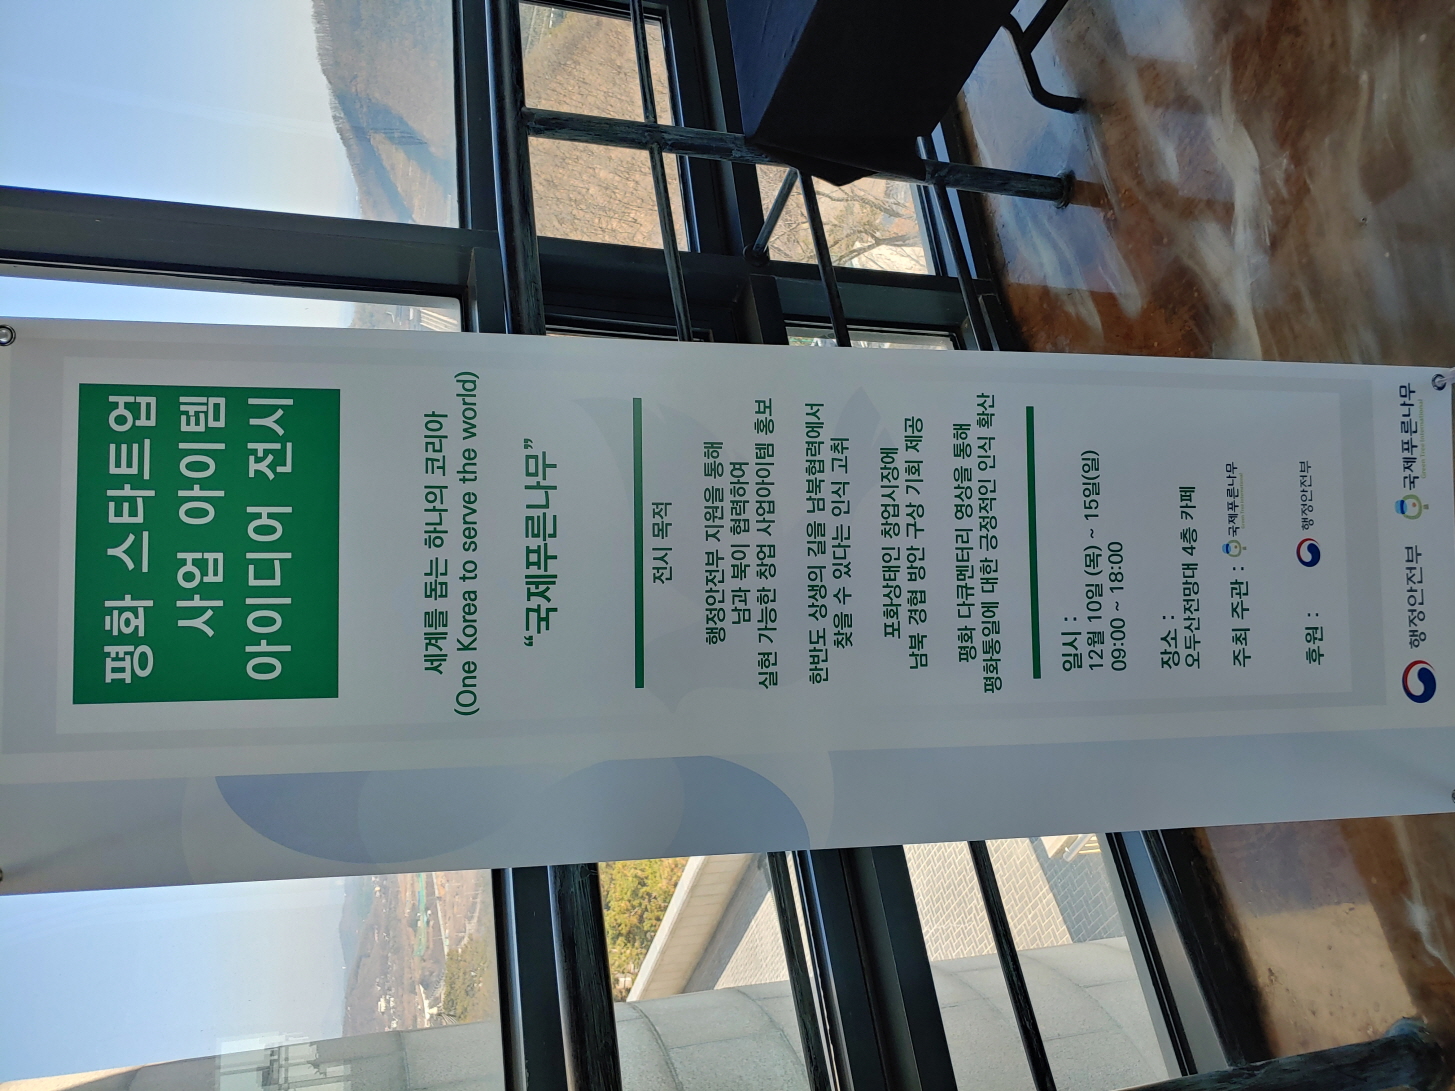 평화 스타트업
사업 아이템
아이디어 전시
세계를 돕는 하나의 코리아
(One Korea to serve the world)
“국제푸른나무”
전시 목적
행정안전부 지원을 통해
남과 북이 협력하여
실현 가능한 창업 사업아이템 홍보
한반도 상생의 길을 남북협력에서
찾을 수 있다는 인식 고취
포화상태인 창업시장에
남북 경협 방안 구상 기회 제공
평화 다큐멘터리 영상을 통해
평화통일에 대한 긍정적인 인식 확산
일시 :
12월 10일 (목) ~ 15일(일)
09:00 ~ 18:00
장소 :
오두산전망대 4층 카페
주최 주관 : 국제푸른나무
후원 : 행정안전부
행정안전부 국제푸른나무
Green Tree International